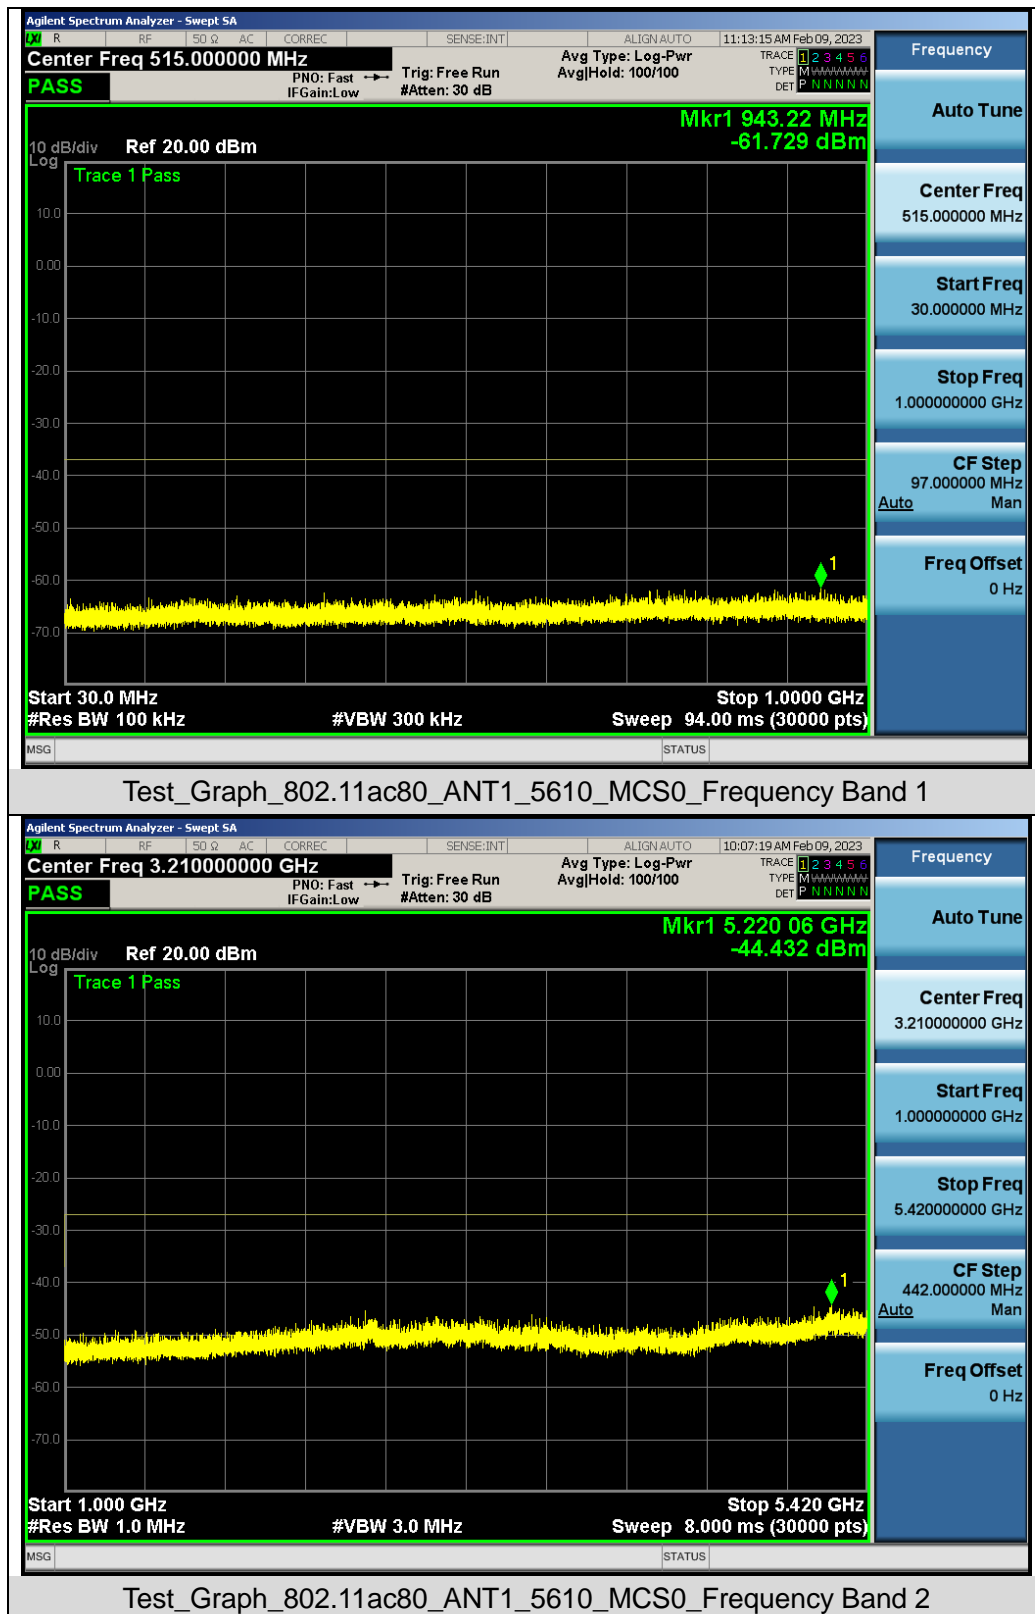 Agilent Spectrum Analyzer - Swept SA
LXI R RF 50 Ω AC CORREC SENSE:INT ALIGN AUTO 11:13:15 AM Feb 09, 2023
Center Freq 515.000000 MHz
PASS
PNO: Fast
IFGain:Low
Trig: Free Run
#Atten: 30 dB
Avg Type: Log-Pwr
Avg|Hold: 100/100
TRACE 1 2 3 4 5 6
TYPE M
DET P N N N N N
Mkr1 943.22 MHz
-61.729 dBm
10 dB/div Ref 20.00 dBm
Log
Trace 1 Pass
10.0
0.00
-10.0
-20.0
-30.0
-40.0
-50.0
-60.0
-70.0
1
Start 30.0 MHz Stop 1.0000 GHz
#Res BW 100 kHz #VBW 300 kHz Sweep 94.00 ms (30000 pts)
MSG STATUS
Frequency
Auto Tune
Center Freq
515.000000 MHz
Start Freq
30.000000 MHz
Stop Freq
1.000000000 GHz
CF Step
97.000000 MHz
Auto Man
Freq Offset
0 Hz
Test_Graph_802.11ac80_ANT1_5610_MCS0_Frequency Band 1
Agilent Spectrum Analyzer - Swept SA
LXI R RF 50 Ω AC CORREC SENSE:INT ALIGN AUTO 10:07:19 AM Feb 09, 2023
Center Freq 3.210000000 GHz
PASS
PNO: Fast
IFGain:Low
Trig: Free Run
#Atten: 30 dB
Avg Type: Log-Pwr
Avg|Hold: 100/100
TRACE 1 2 3 4 5 6
TYPE M
DET P N N N N N
Mkr1 5.220 06 GHz
-44.432 dBm
10 dB/div Ref 20.00 dBm
Log
Trace 1 Pass
10.0
0.00
-10.0
-20.0
-30.0
-40.0
-50.0
-60.0
-70.0
1
Start 1.000 GHz Stop 5.420 GHz
#Res BW 1.0 MHz #VBW 3.0 MHz Sweep 8.000 ms (30000 pts)
MSG STATUS
Frequency
Auto Tune
Center Freq
3.210000000 GHz
Start Freq
1.000000000 GHz
Stop Freq
5.420000000 GHz
CF Step
442.000000 MHz
Auto Man
Freq Offset
0 Hz
Test_Graph_802.11ac80_ANT1_5610_MCS0_Frequency Band 2